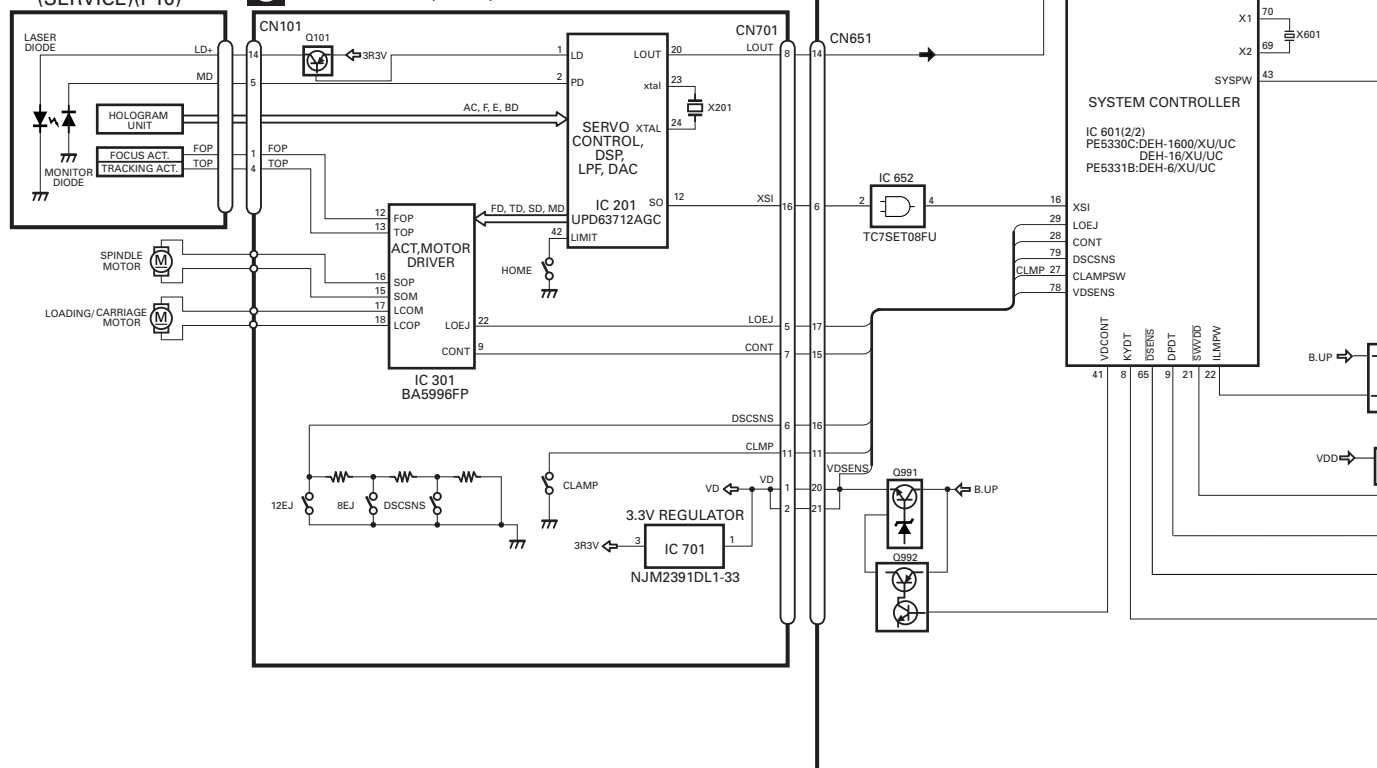 (SERVICE)(P10)
LASER
DIODE
LD+
MD
HOLOGRAM
UNIT
FOCUS ACT.
TRACKING ACT.
FOP
TOP
MONITOR
DIODE
CN101
14
5
1
4
FOP
TOP
Q101
3R3V
AC, F, E, BD
1
LD
2
PD
SERVO
CONTROL,
DSP,
LPF, DAC
IC 201
UPD63712AGC
LOUT
20
xtal
23
X201
XTAL
24
SO
12
42
LIMIT
HOME
FD, TD, SD, MD
12
FOP
13
TOP
ACT,MOTOR
DRIVER
16
SOP
15
SOM
17
LCOM
18
LCOP
LOEJ
22
CONT
9
IC 301
BA5996FP
SPINDLE
MOTOR
M
LOADING/CARRIAGE
MOTOR
M
CN701
CN651
LOUT
8
14
XSI
16
6
LOEJ
5
17
CONT
7
15
DSCSNS
6
16
CLMP
11
11
VDSENS
VD
VD
1
20
2
21
12EJ
8EJ
DSCSNS
CLAMP
3.3V REGULATOR
3R3V
3
IC 701
1
NJM2391DL1-33
IC 652
2
4
TC7SET08FU
Q991
B.UP
Q992
X1
70
X601
X2
69
SYSPW
43
SYSTEM CONTROLLER
IC 601(2/2)
PE5330C:DEH-1600/XU/UC
DEH-16/XU/UC
PE5331B:DEH-6/XU/UC
16
XSI
29
LOEJ
28
CONT
79
DSCSNS
CLMP
27
CLAMPSW
78
VDSENS
VDCONT
KYDT
DSENS
DPDT
SWVDD
ILMPW
41
8
65
9
21
22
B.UP
VDD